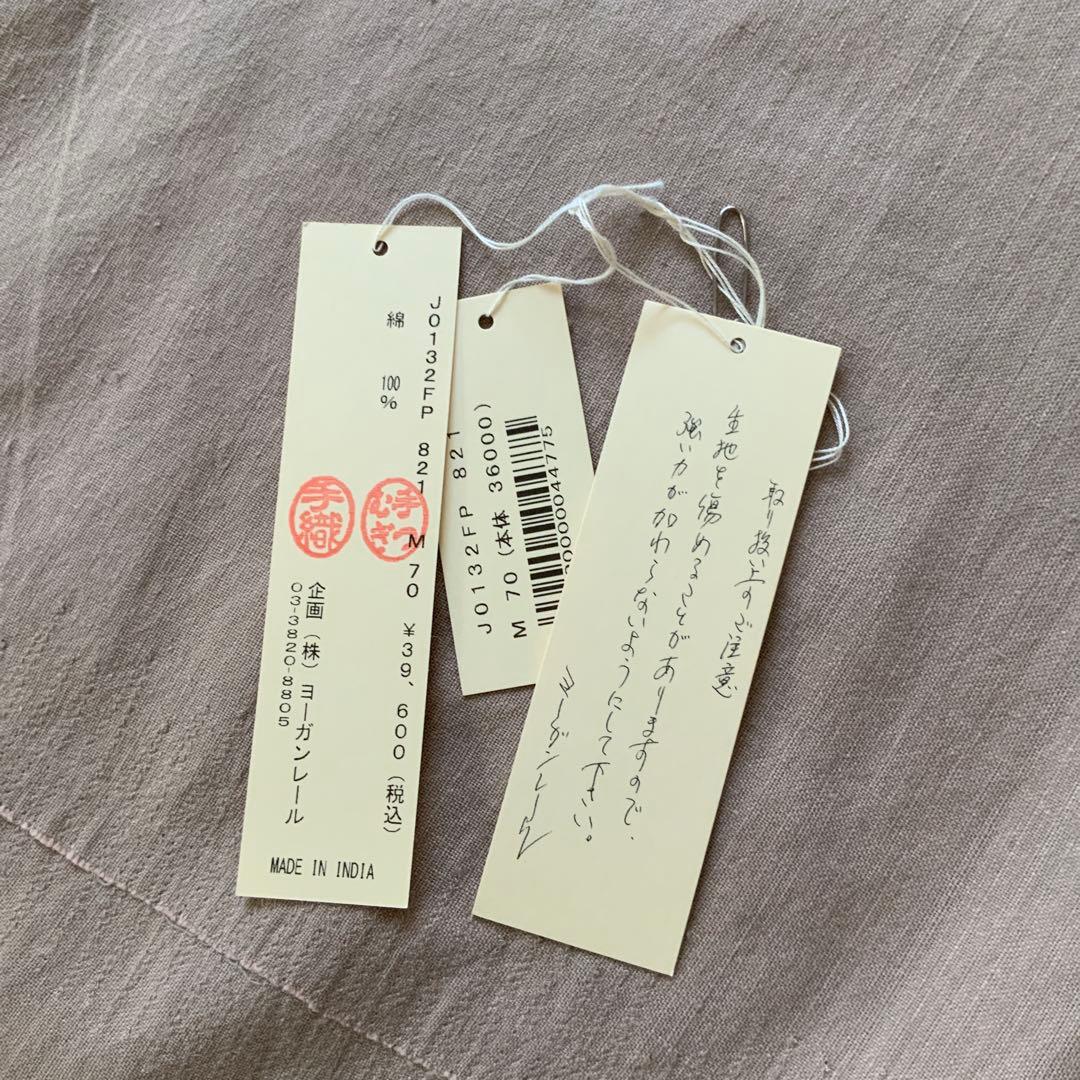 J0132FP 821 M 70 ¥39、600(税込)
綿 100%
手つむぎ
手織
企画(株)ヨーガンレール
03-3820-8805
MADE IN INDIA
J0132FP 821
M 70(本体 36000)
取り扱い上のご注意
生地を傷めることがありますので、
強い力が加わらないようにして下さい。
ヨーガンレール